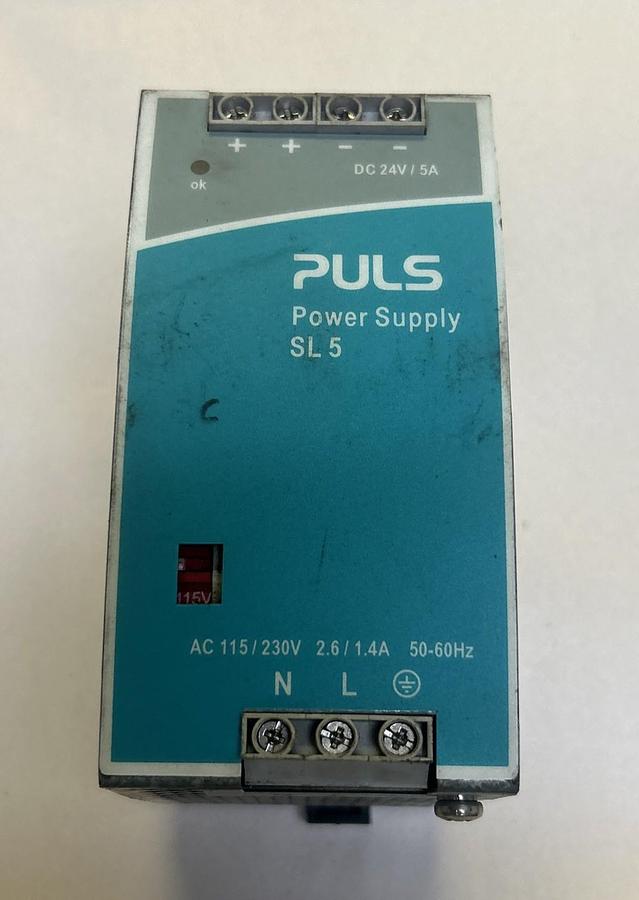 + + - -
DC 24V / 5A
ok
PULS
Power Supply
SL 5
115V
AC 115 / 230V 2.6 / 1.4A 50-60Hz
N L